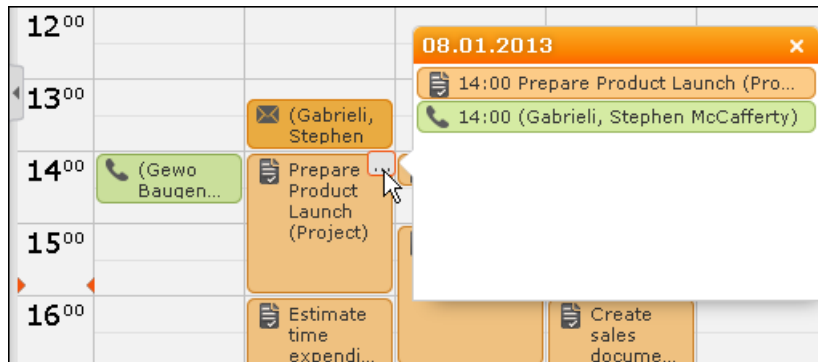 12⁰⁰
08.01.2013 ×
14:00 Prepare Product Launch (Pro...
14:00 (Gabrieli, Stephen McCafferty)
13⁰⁰
(Gabrieli,
Stephen
14⁰⁰
(Gewo
Baugen...
Prepare
Product
Launch
(Project)
...
15⁰⁰
16⁰⁰
Estimate
time
expendi...
Create
sales
docume...